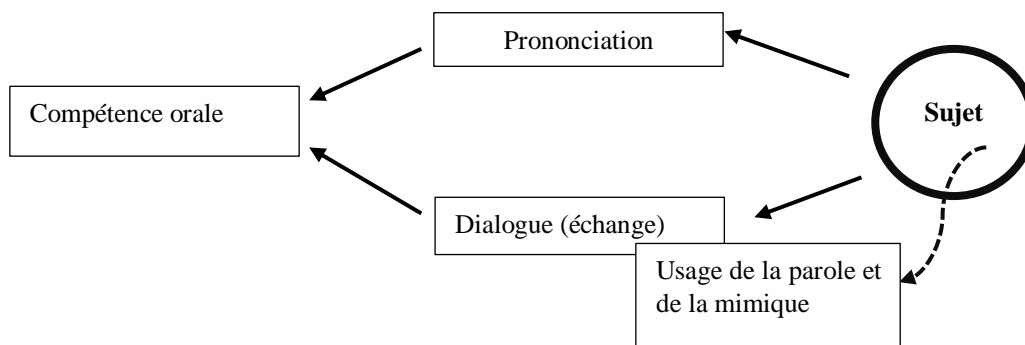 Prononciation
Compétence orale
Sujet
Dialogue (échange)
Usage de la parole et
de la mimique